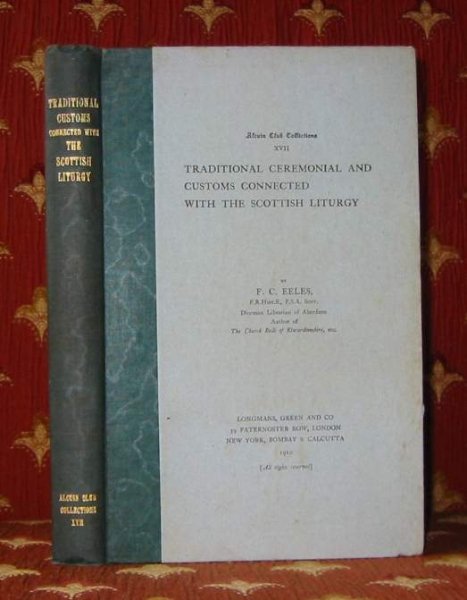 TRADITIONAL
CUSTOMS
CONNECTED WITH
THE
SCOTTISH
LITURGY
ALCUIN CLUB
COLLECTIONS
XVII
Alcuin Club Collections
XVII
TRADITIONAL CEREMONIAL AND
CUSTOMS CONNECTED
WITH THE SCOTTISH LITURGY
BY
F. C. EELES,
F.R.Hist.S., F.S.A. Scot.
Diocesan Librarian of Aberdeen
Author of
The Church Bells of Kincardineshire, etc.
LONGMANS, GREEN AND CO
39 PATERNOSTER ROW, LONDON
NEW YORK, BOMBAY & CALCUTTA
1910
[All rights reserved]